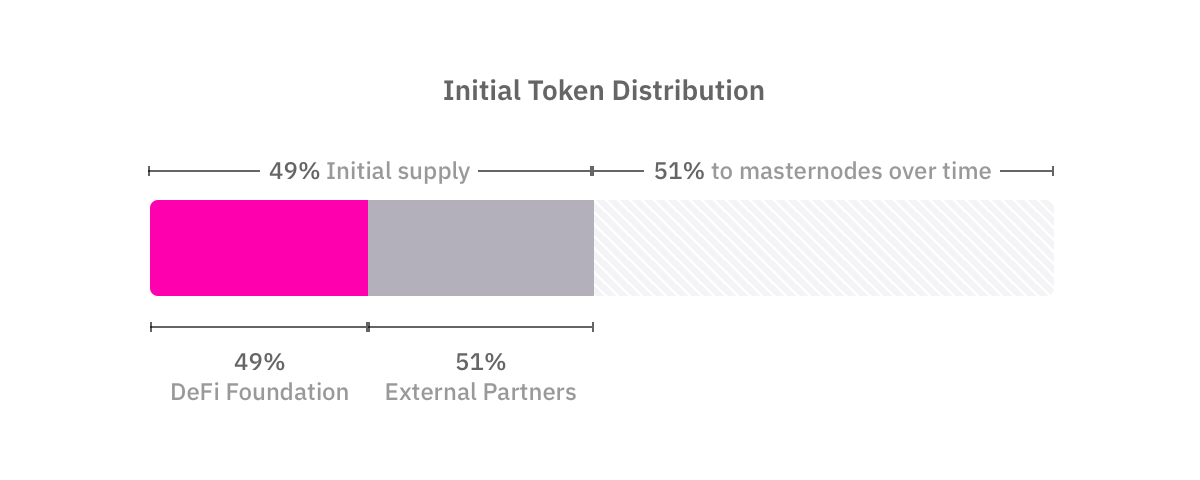 Initial Token Distribution
49% Initial supply
51% to masternodes over time
49%
DeFi Foundation
51%
External Partners